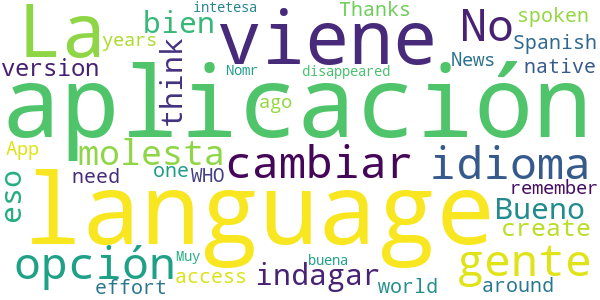 intetesa
La years bien viene No Thanks spoken
version think News Spanish
Nomr disappeared native
aplicación
ago
App molesta cambiar idioma
need one WHO remember
eso language Bueno
create
opción Muy buena gente
effort access indagar world around